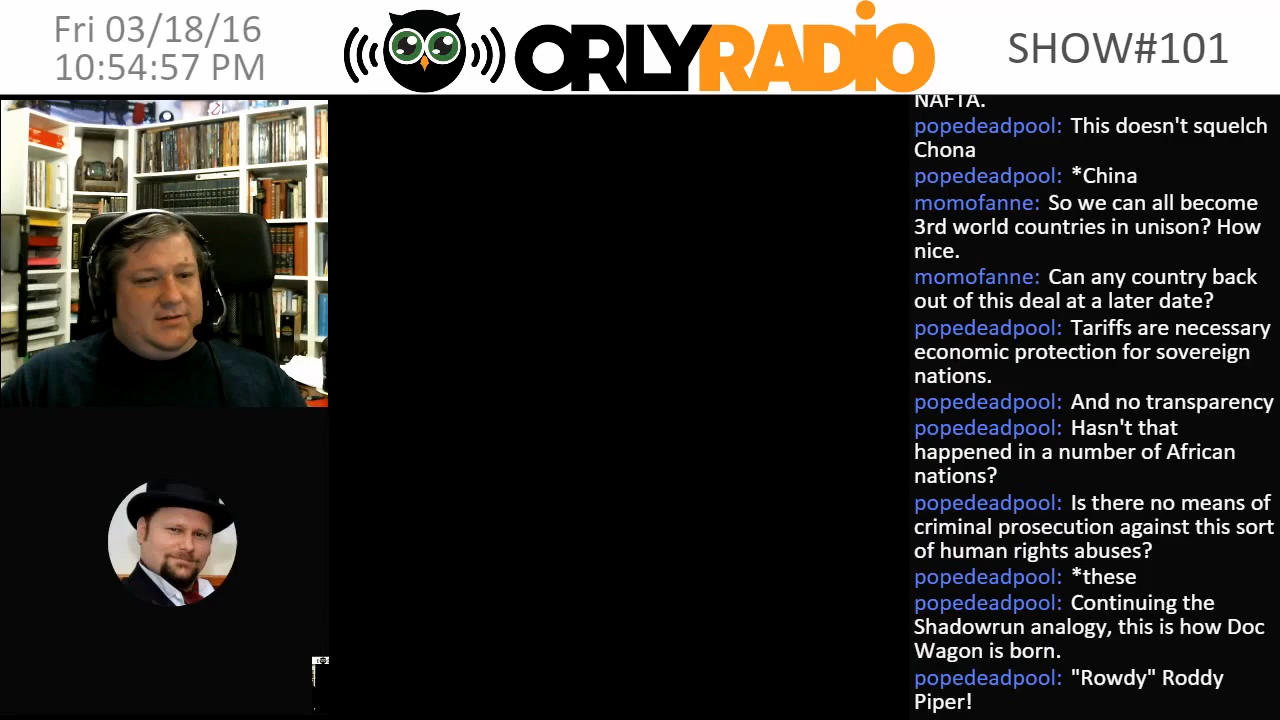 Fri 03/18/16
10:54:57 PM
ORLYRADIO
SHOW#101
NAFTA.
popedeadpool: This doesn't squelch
Chona
popedeadpool: *China
momofanne: So we can all become
3rd world countries in unison? How
nice.
momofanne: Can any country back
out of this deal at a later date?
popedeadpool: Tariffs are necessary
economic protection for sovereign
nations.
popedeadpool: And no transparency
popedeadpool: Hasn't that
happened in a number of African
nations?
popedeadpool: Is there no means of
criminal prosecution against this sort
of human rights abuses?
popedeadpool: *these
popedeadpool: Continuing the
Shadowrun analogy, this is how Doc
Wagon is born.
popedeadpool: "Rowdy" Roddy
Piper!